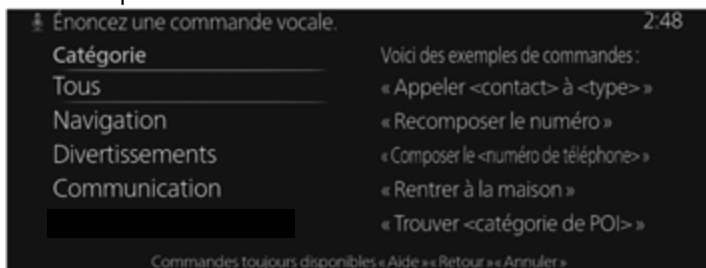 Énoncez une commande vocale. 2:48
Catégorie
Tous
Navigation
Divertissements
Communication
Voici des exemples de commandes :
« Appeler <contact> à <type> »
« Recomposer le numéro »
« Composer le <numéro de téléphone> »
« Rentrer à la maison »
« Trouver <catégorie de POI> »
Commandes toujours disponibles « Aide » « Retour » « Annuler »